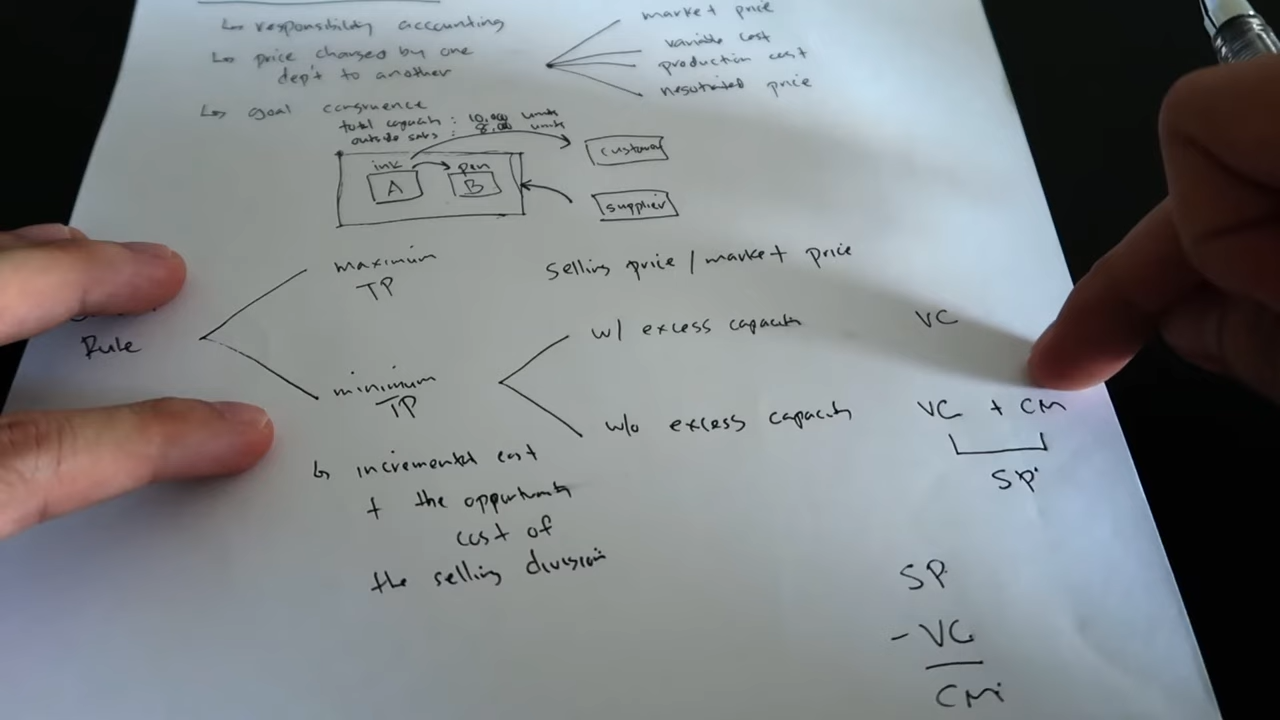 ↳ responsibility accounting
↳ price charged by one
dep't to another
market price
variable cost
production cost
negotiated price
↳ goal congruence
total capacity : 10,000 units
outside sales : 8,000 units
ink
pen
A
B
customer
supplier
Rule
maximum
TP
selling price / market price
minimum
TP
w/ excess capacity
VC
w/o excess capacity
VC + CM
SP
↳ incremental cost
+ the opportunity
cost of
the selling division
SP
- VC
CM